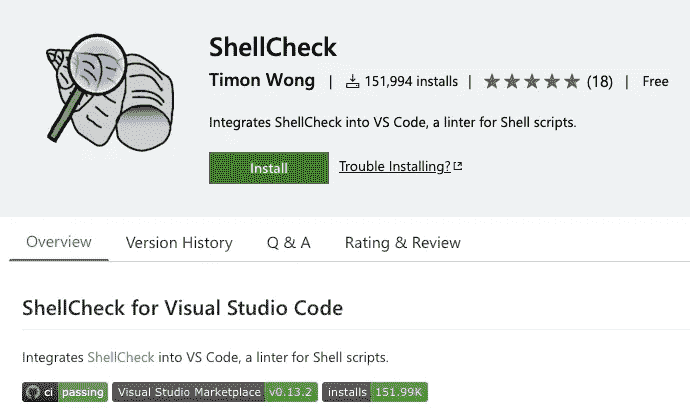 ShellCheck
Timon Wong | 151,994 installs | (18) | Free
Integrates ShellCheck into VS Code, a linter for Shell scripts.
Install Trouble Installing?
Overview Version History Q & A Rating & Review
ShellCheck for Visual Studio Code
Integrates ShellCheck into VS Code, a linter for Shell scripts.
ci passing Visual Studio Marketplace v0.13.2 installs 151.99K